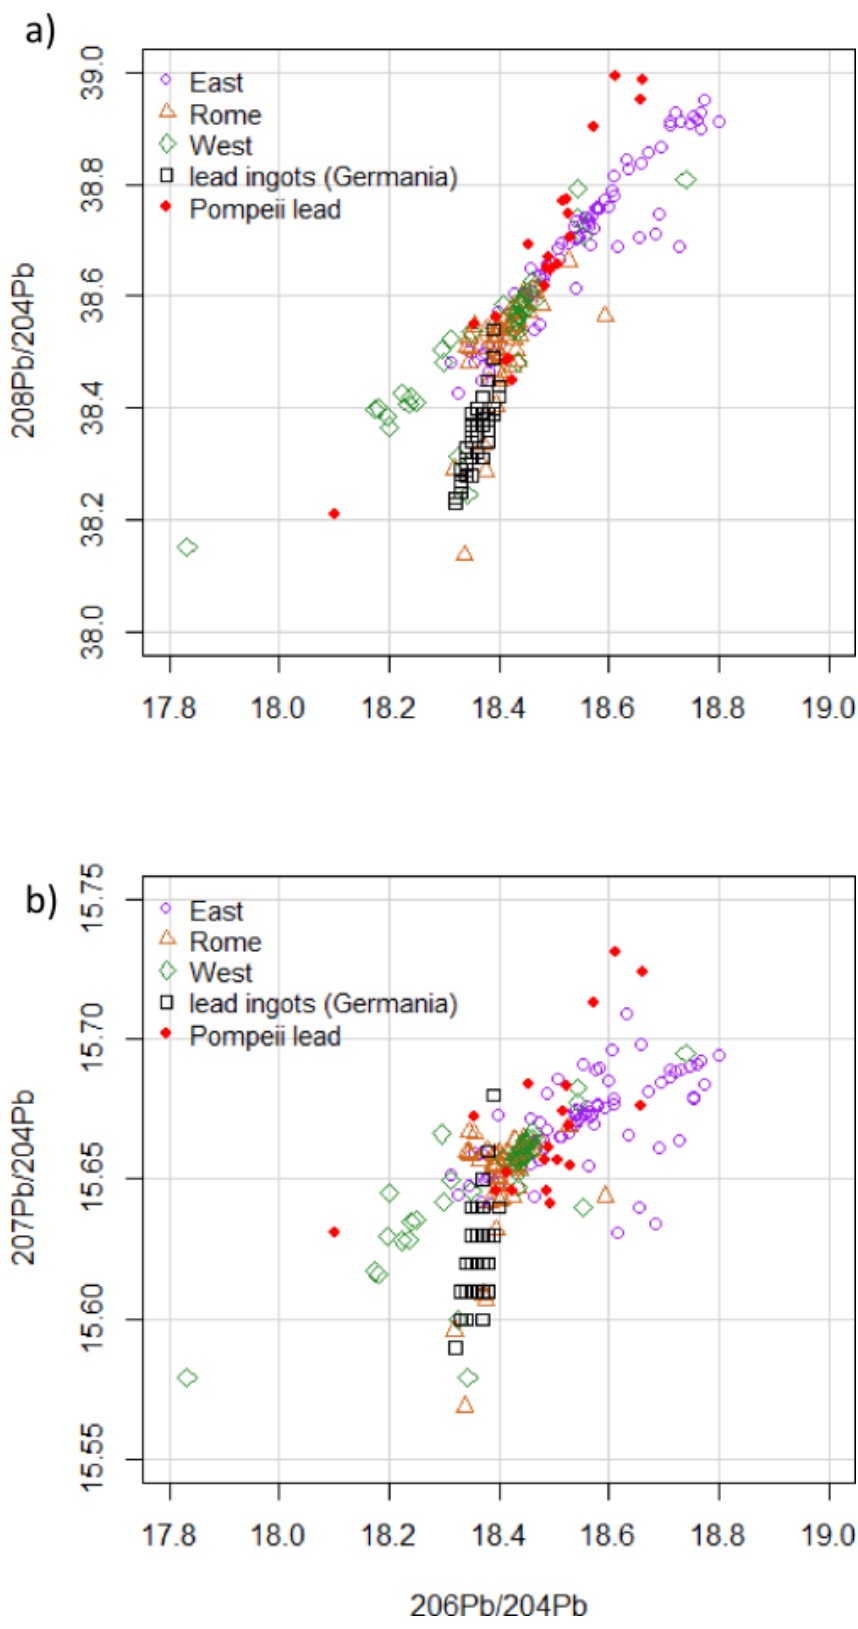 a)
39.0
38.8
38.6
38.4
38.2
38.0
208Pb/204Pb
East
Rome
West
lead ingots (Germania)
Pompeii lead
17.8 18.0 18.2 18.4 18.6 18.8 19.0
b)
15.75
15.70
15.65
15.60
15.55
207Pb/204Pb
East
Rome
West
lead ingots (Germania)
Pompeii lead
17.8 18.0 18.2 18.4 18.6 18.8 19.0
206Pb/204Pb